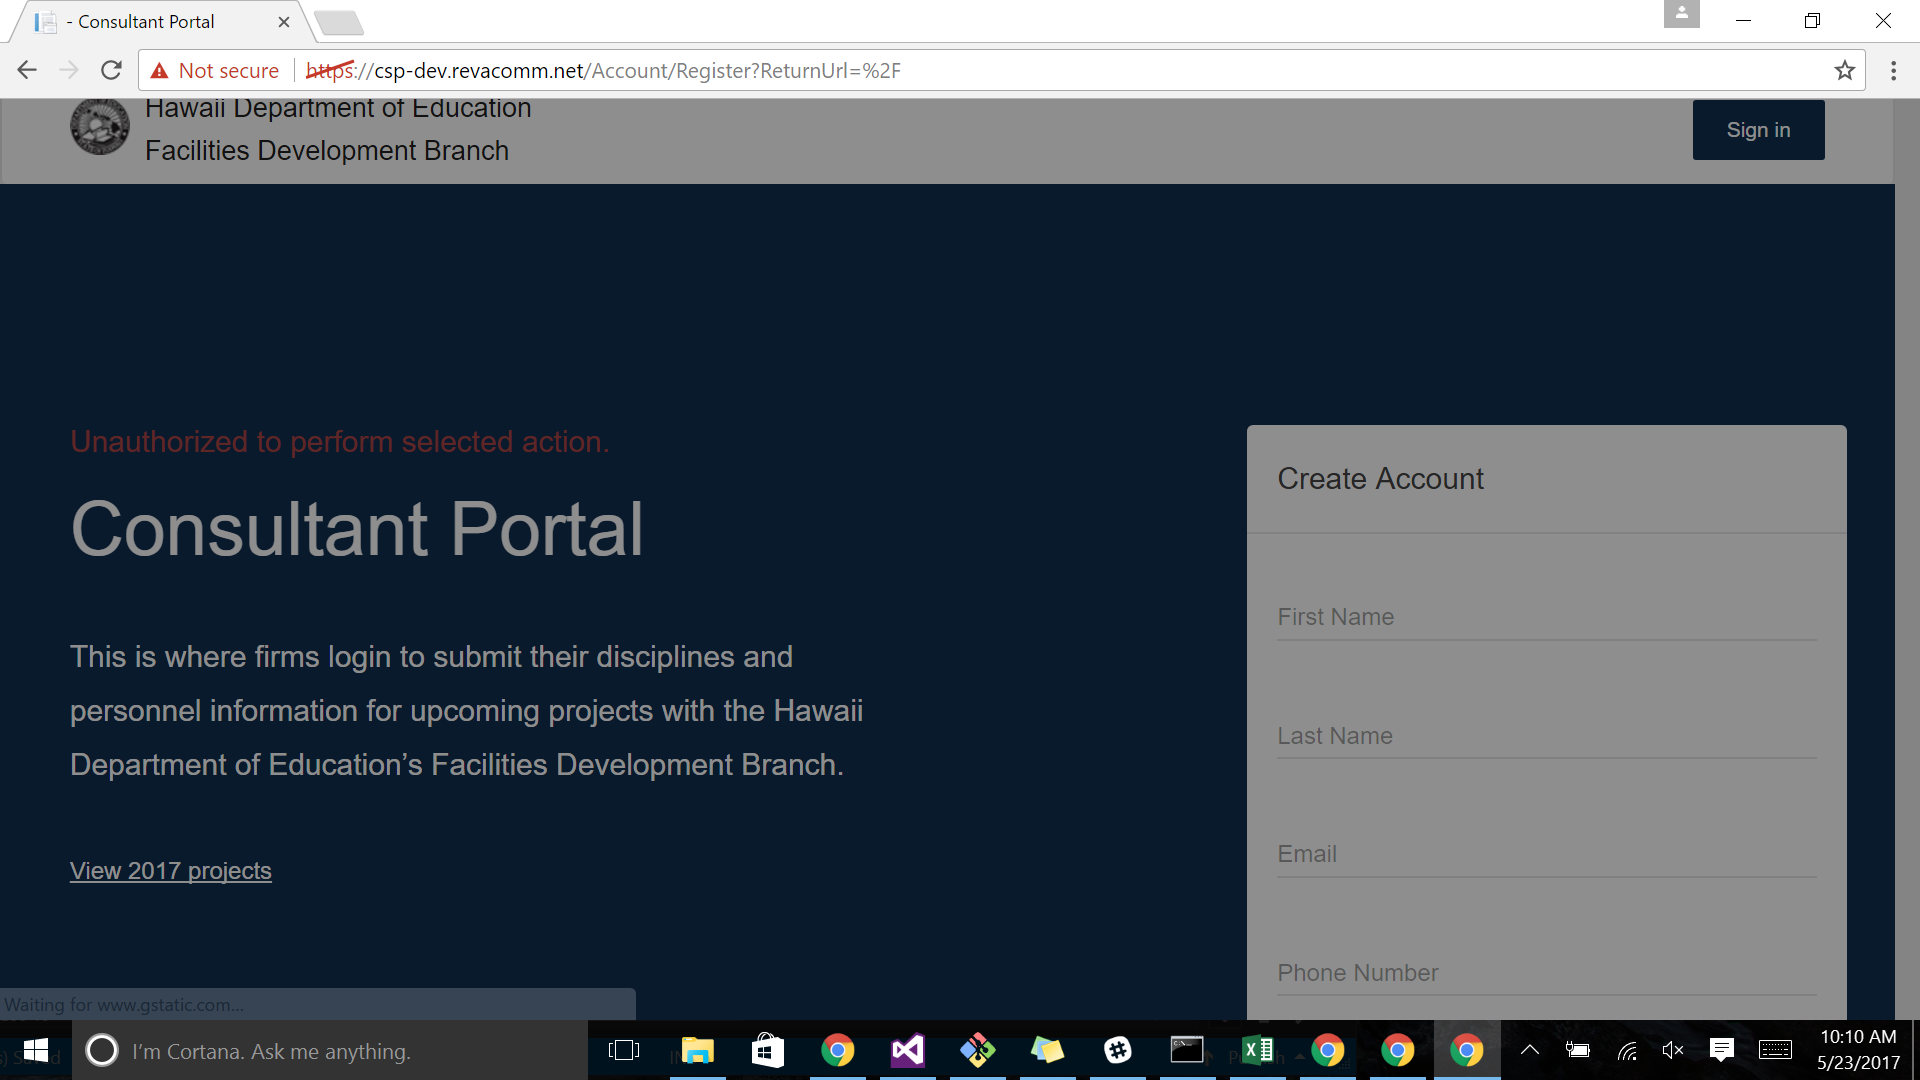 - Consultant Portal
Not secure
https://csp-dev.revacomm.net/Account/Register?ReturnUrl=%2F
Hawaii Department of Education
Facilities Development Branch
Sign in
Unauthorized to perform selected action.
Consultant Portal
This is where firms login to submit their disciplines and
personnel information for upcoming projects with the Hawaii
Department of Education’s Facilities Development Branch.
View 2017 projects
Create Account
First Name
Last Name
Email
Phone Number
Waiting for www.gstatic.com...
I’m Cortana. Ask me anything.
10:10 AM
5/23/2017